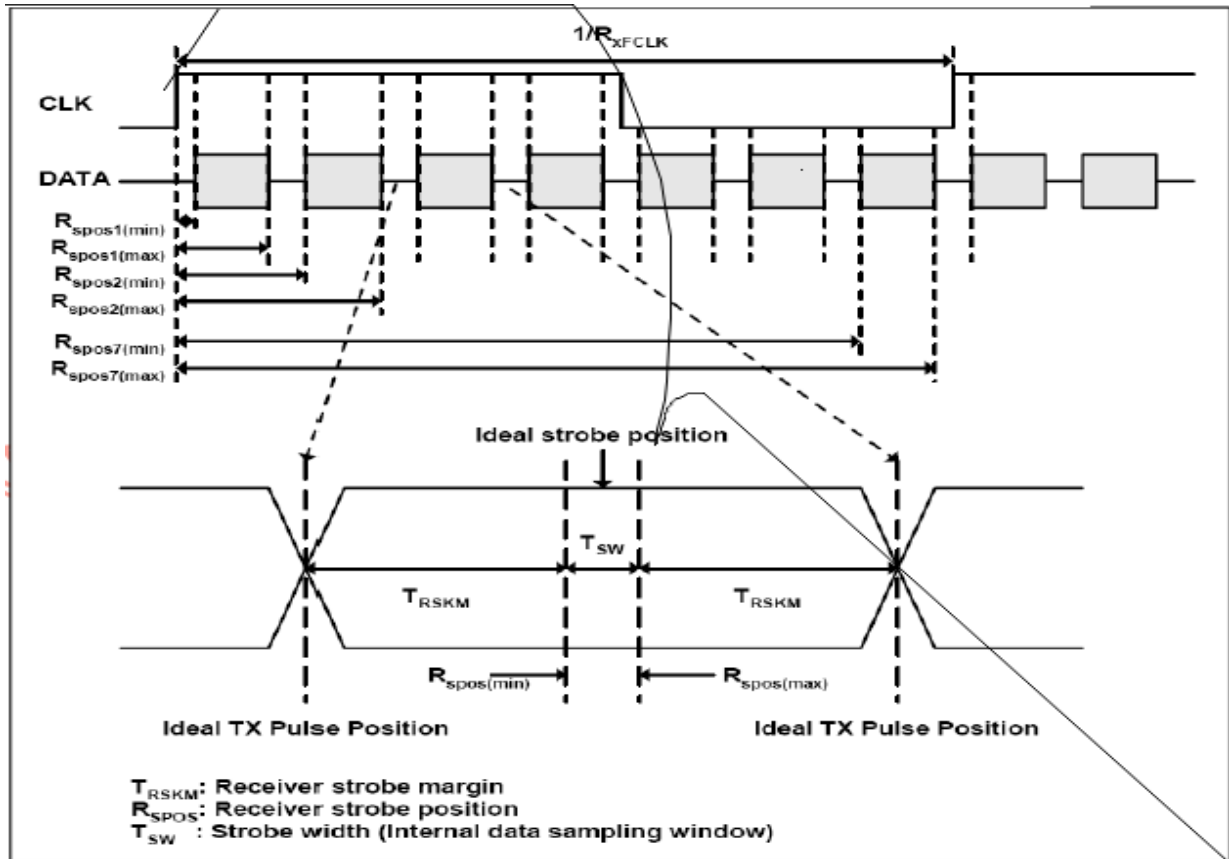 1/RxFCLK
CLK
DATA
Rspos1(min)
Rspos1(max)
Rspos2(min)
Rspos2(max)
Rspos7(min)
Rspos7(max)
Ideal strobe position
TSW
TRSKM TRSKM
Rspos(min) Rspos(max)
Ideal TX Pulse Position Ideal TX Pulse Position
TRSKM: Receiver strobe margin
RSPOS: Receiver strobe position
TSW : Strobe width (Internal data sampling window)